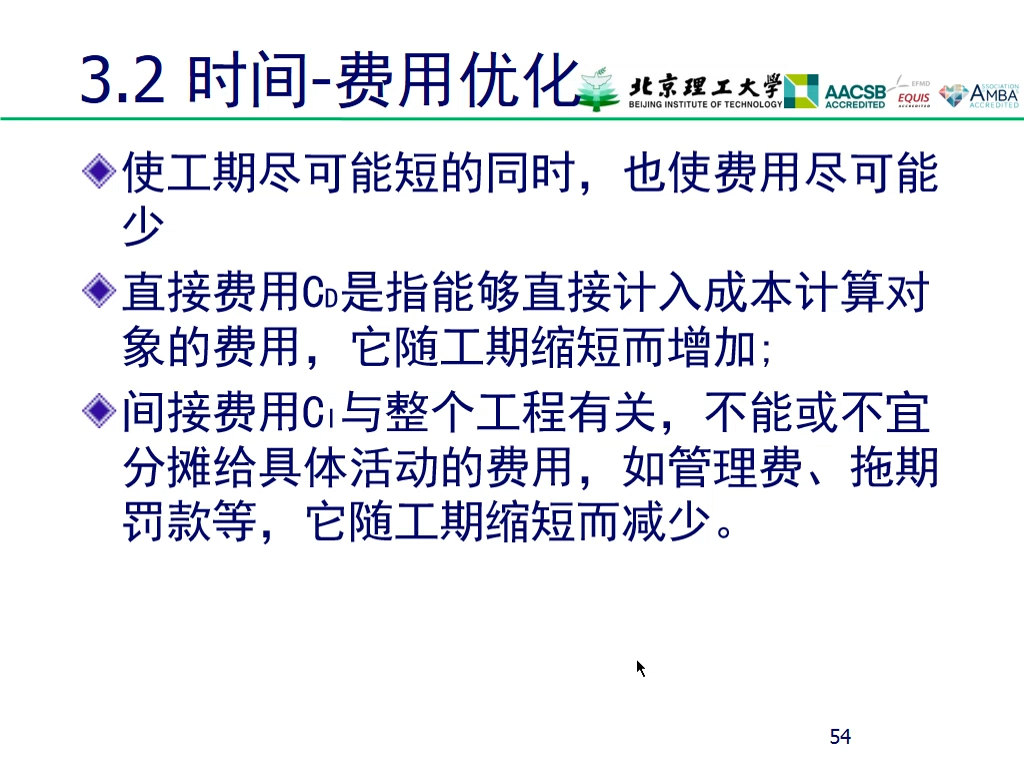 3.2 时间-费用优化
北京理工大学
BEIJING INSTITUTE OF TECHNOLOGY
AACSB
ACCREDITED
EFMD
EQUIS
ACCREDITED
ASSOCIATION
AMBA
ACCREDITED
使工期尽可能短的同时，也使费用尽可能
少
直接费用CD是指能够直接计入成本计算对
象的费用，它随工期缩短而增加;
间接费用CI与整个工程有关，不能或不宜
分摊给具体活动的费用，如管理费、拖期
罚款等，它随工期缩短而减少。
54